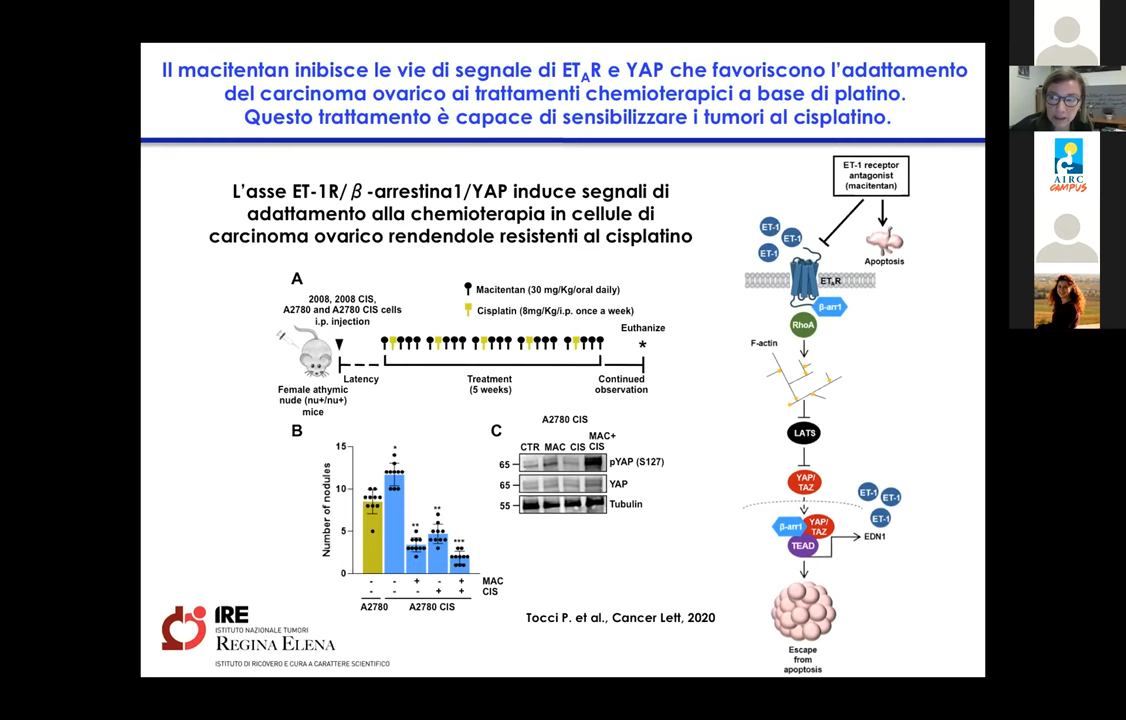 Il macitentan inibisce le vie di segnale di ETAR e YAP che favoriscono l'adattamento
del carcinoma ovarico ai trattamenti chemioterapici a base di platino.
Questo trattamento è capace di sensibilizzare i tumori al cisplatino.
L'asse ET-1R/β-arrestina1/YAP induce segnali di
adattamento alla chemioterapia in cellule di
carcinoma ovarico rendendole resistenti al cisplatino
A
2008, 2008 CIS,
A2780 and A2780 CIS cells
i.p. injection
Macitentan (30 mg/Kg/oral daily)
Cisplatin (8mg/Kg/i.p. once a week)
Euthanize
*
Latency
Treatment
(5 weeks)
Continued
observation
Female athymic
nude (nu+/nu+)
mice
B
Number of nodules
15
10
5
0
*
**
**
***
- - + - + MAC
- - - + + CIS
A2780
A2780 CIS
C
A2780 CIS
CTR MAC CIS MAC+
CIS
65 pYAP (S127)
65 YAP
55 Tubulin
Tocci P. et al., Cancer Lett, 2020
IRE
ISTITUTO NAZIONALE TUMORI
REGINA ELENA
ISTITUTO DI RICOVERO E CURA A CARATTERE SCIENTIFICO
ET-1 receptor
antagonist
(macitentan)
ET-1
ET-1
ET-1
Apoptosis
ETAR
β-arr1
RhoA
F-actin
LATS
YAP/
TAZ
ET-1
ET-1
ET-1
β-arr1
YAP/
TAZ
TEAD
EDN1
Escape
from
apoptosis
AIRC
CAMPUS